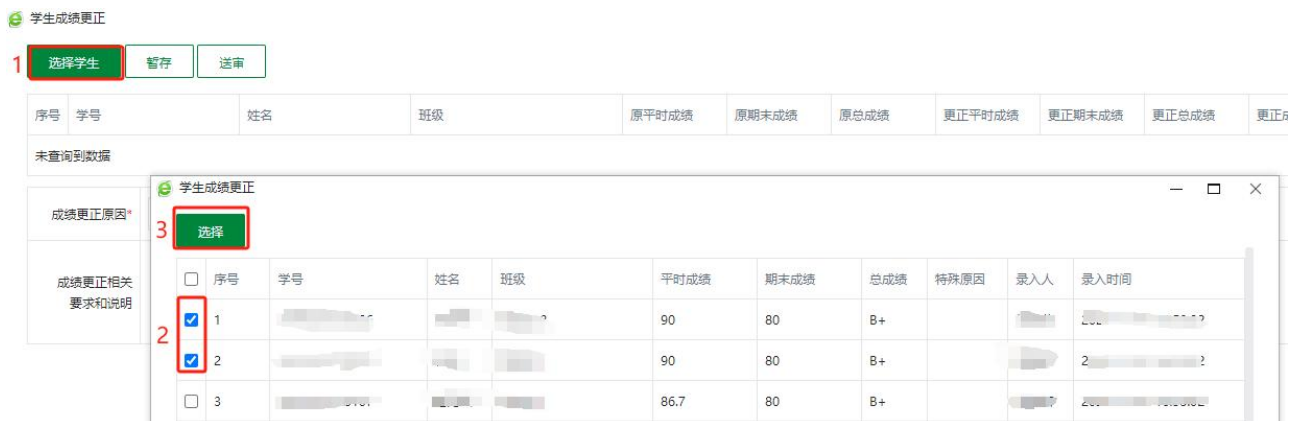 学生成绩更正
1 选择学生 暂存 送审
序号 学号 姓名 班级 原平时成绩 原期末成绩 原总成绩 更正平时成绩 更正期末成绩 更正总成绩 更正
未查询到数据
学生成绩更正
成绩更正原因*
3 选择
序号 学号 姓名 班级 平时成绩 期末成绩 总成绩 特殊原因 录入人 录入时间
成绩更正相关
要求和说明
2
1 90 80 B+
2 90 80 B+
3 86.7 80 B+